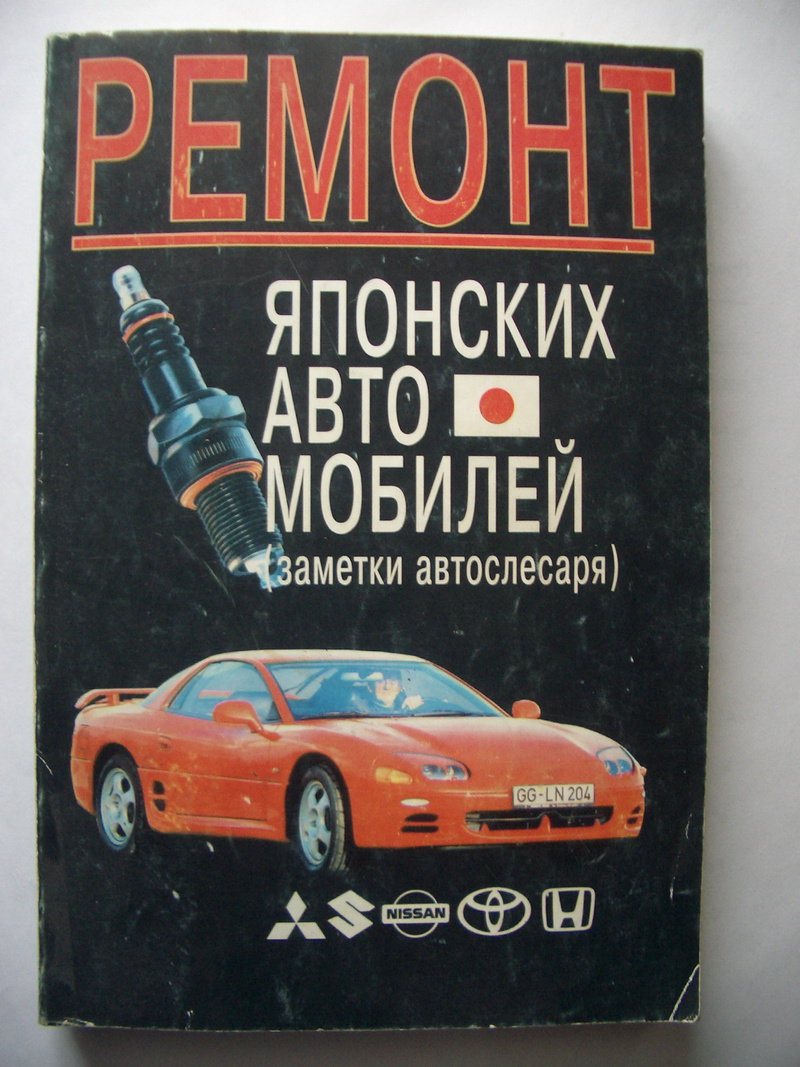 РЕМОНТ
ЯПОНСКИХ
АВТО
МОБИЛЕЙ
(заметки автослесаря)
GG-LN 204
NISSAN